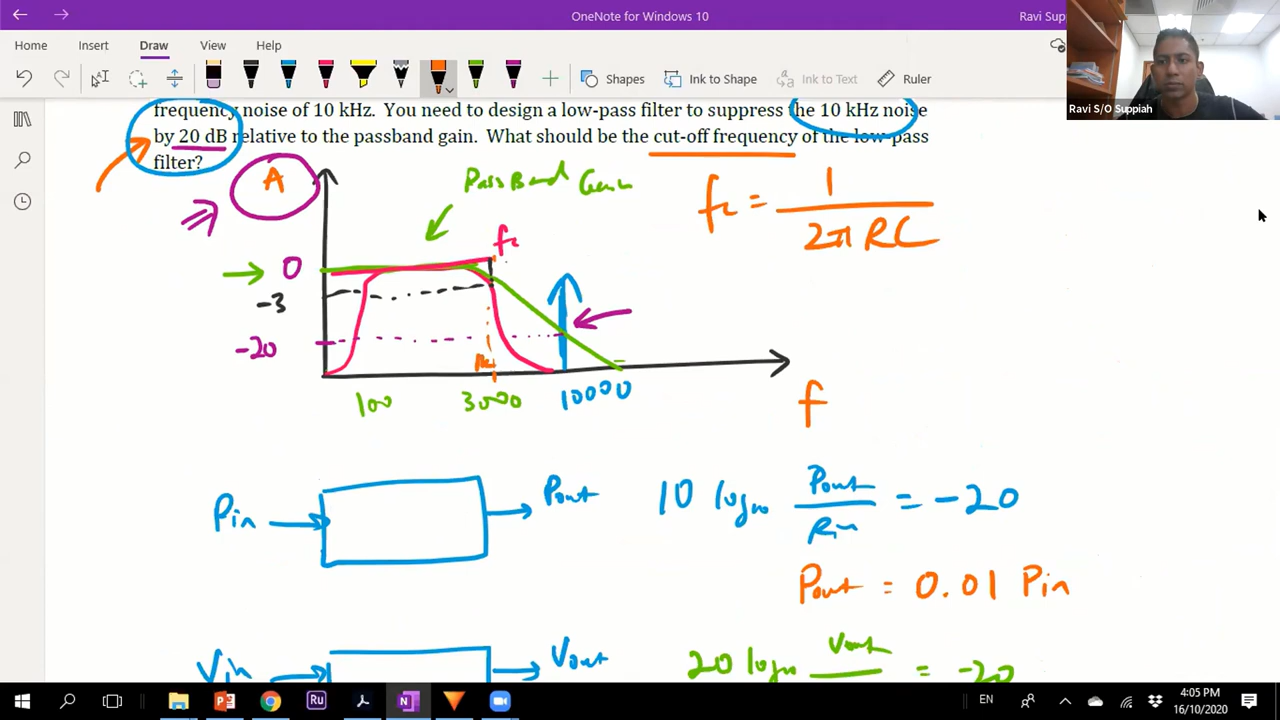 OneNote for Windows 10
Ravi Sup
Home Insert Draw View Help
Shapes Ink to Shape Ink to Text Ruler
Ravi S/O Suppiah
frequency noise of 10 kHz. You need to design a low-pass filter to suppress the 10 kHz noise
by 20 dB relative to the passband gain. What should be the cut-off frequency of the low-pass
filter?
A
PassBand Gain
fc = 1 / 2π RC
fc
0
-3
-20
100 3000 10000
f
Pin Pout
10 log10 Pout / Pin = -20
Pout = 0.01 Pin
Vin Vout
20 log10 Vout = -20
EN
4:05 PM
16/10/2020